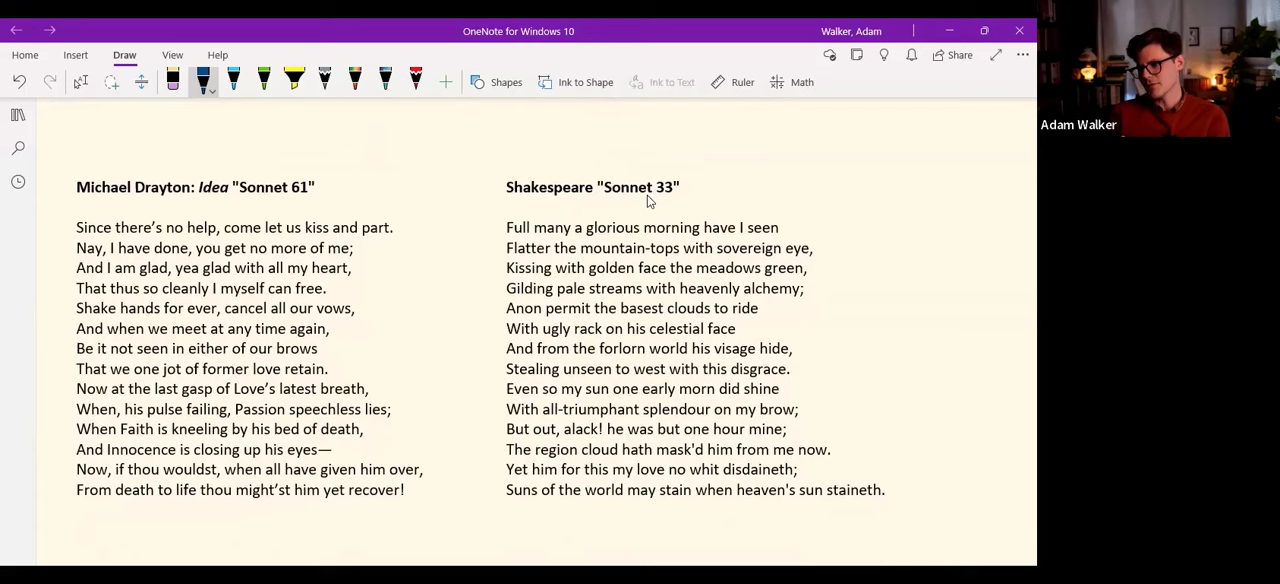 OneNote for Windows 10
Walker, Adam
Home
Insert
Draw
View
Help
Share
Shapes
Ink to Shape
Ink to Text
Ruler
Math
Adam Walker
Michael Drayton: Idea "Sonnet 61"
Since there's no help, come let us kiss and part.
Nay, I have done, you get no more of me;
And I am glad, yea glad with all my heart,
That thus so cleanly I myself can free.
Shake hands for ever, cancel all our vows,
And when we meet at any time again,
Be it not seen in either of our brows
That we one jot of former love retain.
Now at the last gasp of Love's latest breath,
When, his pulse failing, Passion speechless lies;
When Faith is kneeling by his bed of death,
And Innocence is closing up his eyes—
Now, if thou wouldst, when all have given him over,
From death to life thou might'st him yet recover!
Shakespeare "Sonnet 33"
Full many a glorious morning have I seen
Flatter the mountain-tops with sovereign eye,
Kissing with golden face the meadows green,
Gilding pale streams with heavenly alchemy;
Anon permit the basest clouds to ride
With ugly rack on his celestial face
And from the forlorn world his visage hide,
Stealing unseen to west with this disgrace.
Even so my sun one early morn did shine
With all-triumphant splendour on my brow;
But out, alack! he was but one hour mine;
The region cloud hath mask'd him from me now.
Yet him for this my love no whit disdaineth;
Suns of the world may stain when heaven's sun staineth.